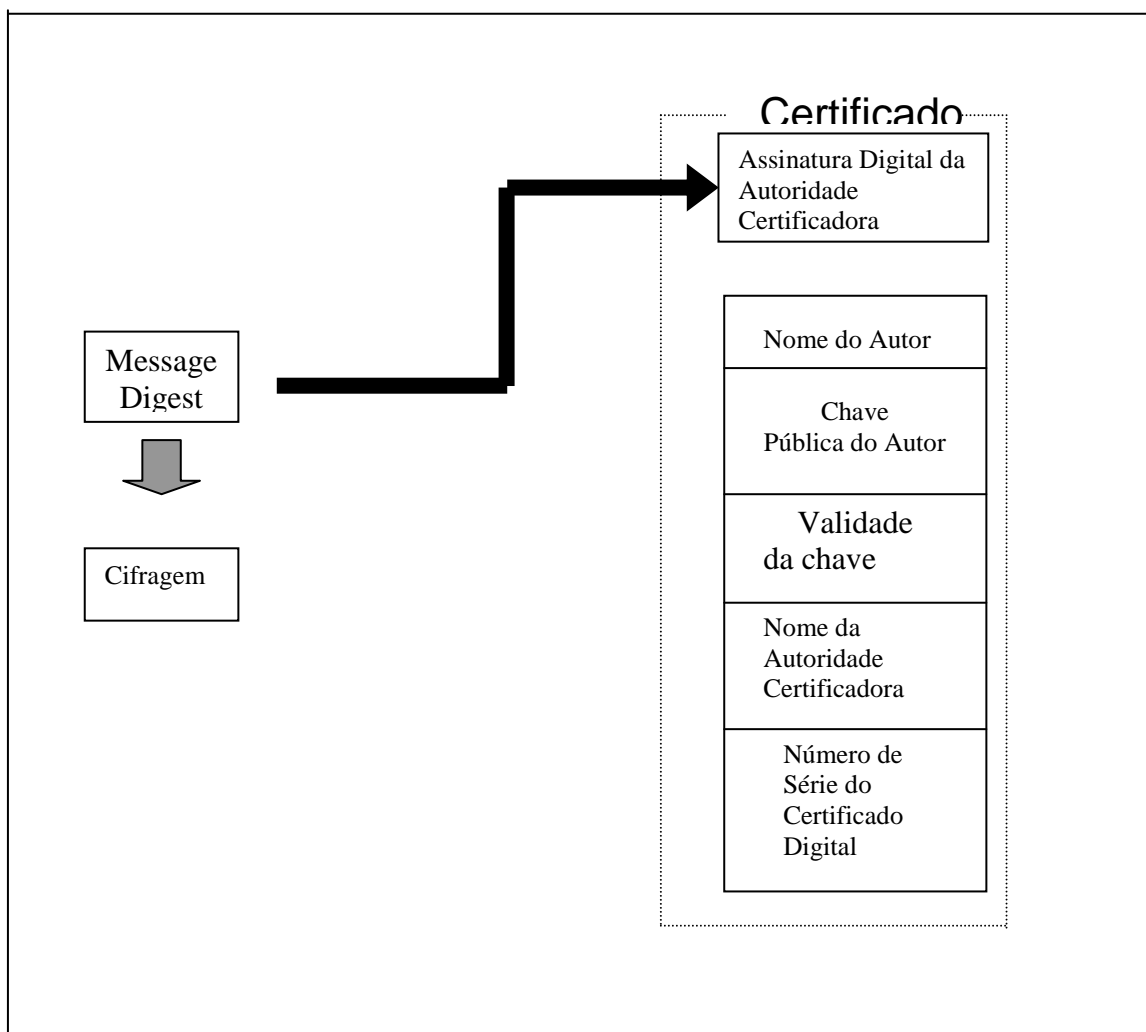 Certificado
Assinatura Digital da
Autoridade
Certificadora
Nome do Autor
Message
Digest
Chave
Pública do Autor
Validade
da chave
Cifragem
Nome da
Autoridade
Certificadora
Número de
Série do
Certificado
Digital